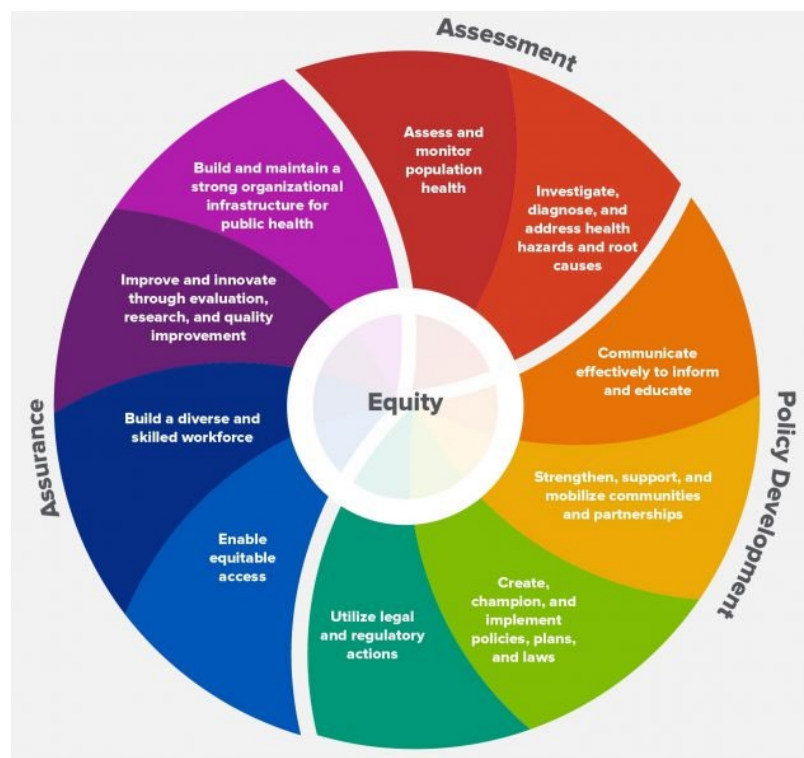 Assessment
Assess and
monitor
population
health
Investigate,
diagnose, and
address health
hazards and root
causes
Policy Development
Communicate
effectively to inform
and educate
Strengthen, support, and
mobilize communities
and partnerships
Create,
champion, and
implement
policies, plans,
and laws
Utilize legal
and regulatory
actions
Assurance
Enable
equitable
access
Build a diverse and
skilled workforce
Improve and innovate
through evaluation,
research, and quality
improvement
Build and maintain a
strong organizational
infrastructure for
public health
Equity